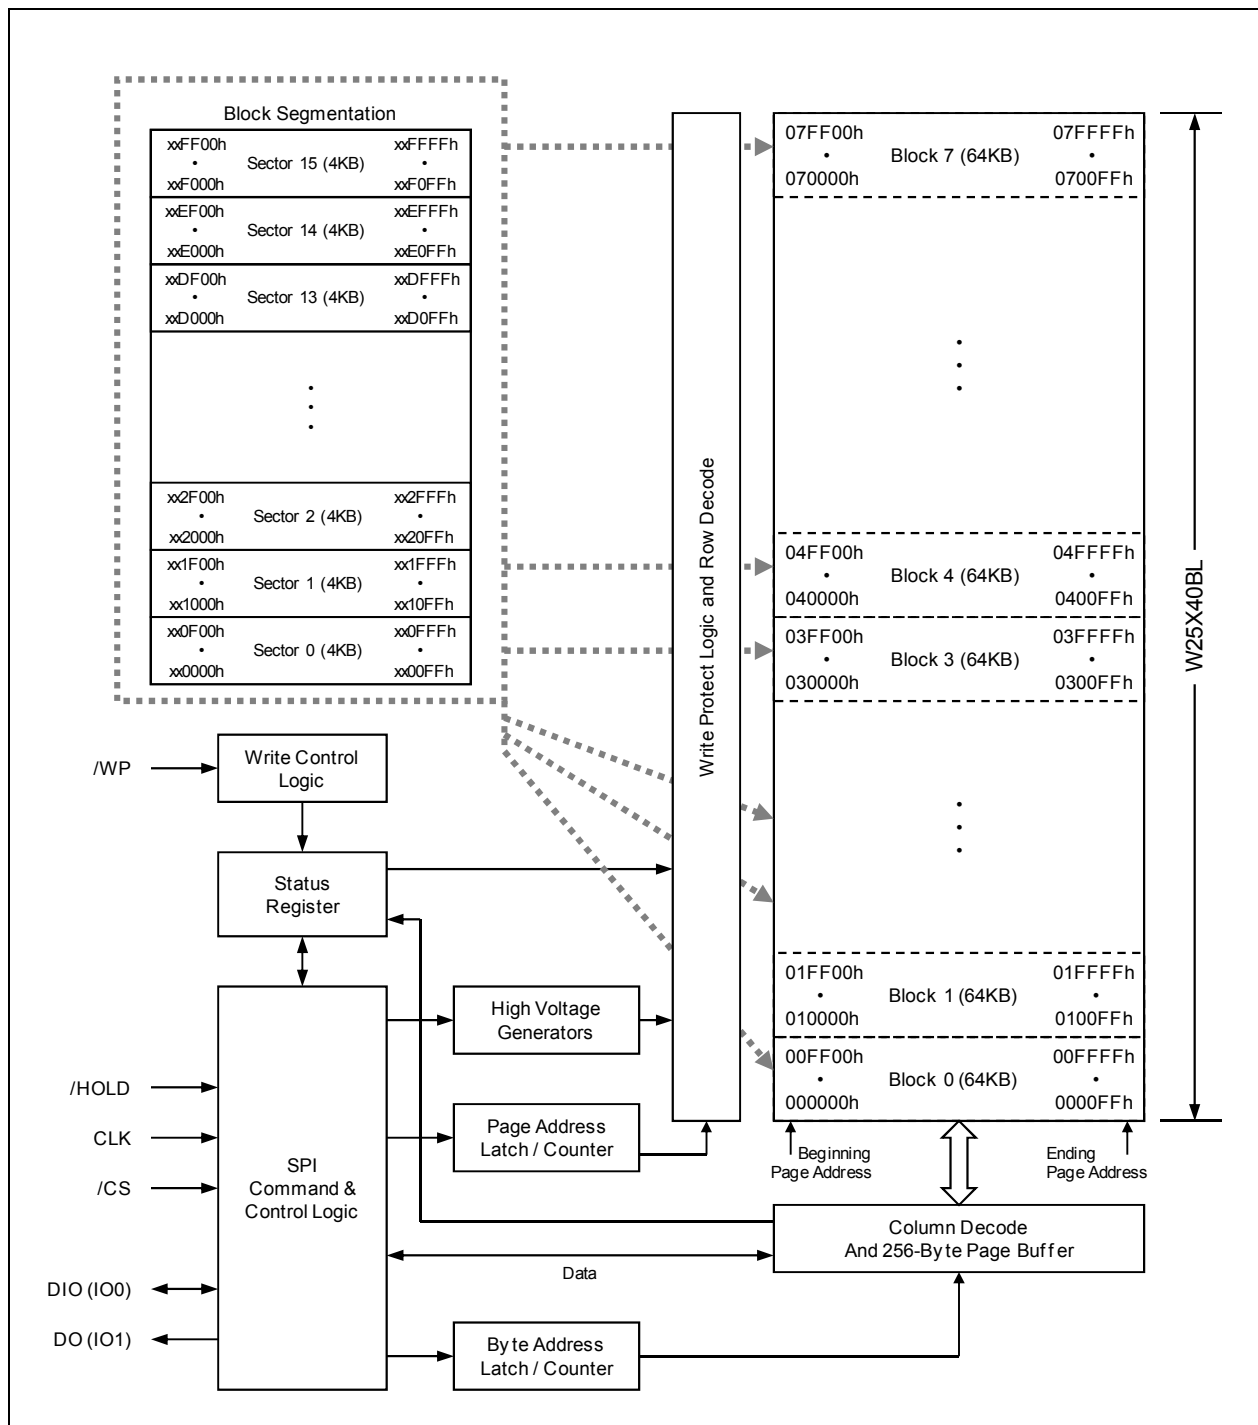 Block Segmentation
xxFF00h xxFFFFh
• Sector 15 (4KB) •
xxF000h xxF0FFh
xxEF00h xxEFFFh
• Sector 14 (4KB) •
xxE000h xxE0FFh
xxDF00h xxDFFFh
• Sector 13 (4KB) •
xxD000h xxD0FFh
xx2F00h xx2FFFh
• Sector 2 (4KB) •
xx2000h xx20FFh
xx1F00h xx1FFFh
• Sector 1 (4KB) •
xx1000h xx10FFh
xx0F00h xx0FFFh
• Sector 0 (4KB) •
xx0000h xx00FFh
Write Protect Logic and Row Decode
07FF00h 07FFFFh
• Block 7 (64KB) •
070000h 0700FFh
04FF00h 04FFFFh
• Block 4 (64KB) •
040000h 0400FFh
03FF00h 03FFFFh
• Block 3 (64KB) •
030000h 0300FFh
01FF00h 01FFFFh
• Block 1 (64KB) •
010000h 0100FFh
00FF00h 00FFFFh
• Block 0 (64KB) •
000000h 0000FFh
W25X40BL
Beginning
Page Address
Ending
Page Address
/WP
Write Control
Logic
Status
Register
High Voltage
Generators
/HOLD
CLK
/CS
DIO (IO0)
DO (IO1)
SPI
Command &
Control Logic
Page Address
Latch / Counter
Column Decode
And 256-Byte Page Buffer
Data
Byte Address
Latch / Counter